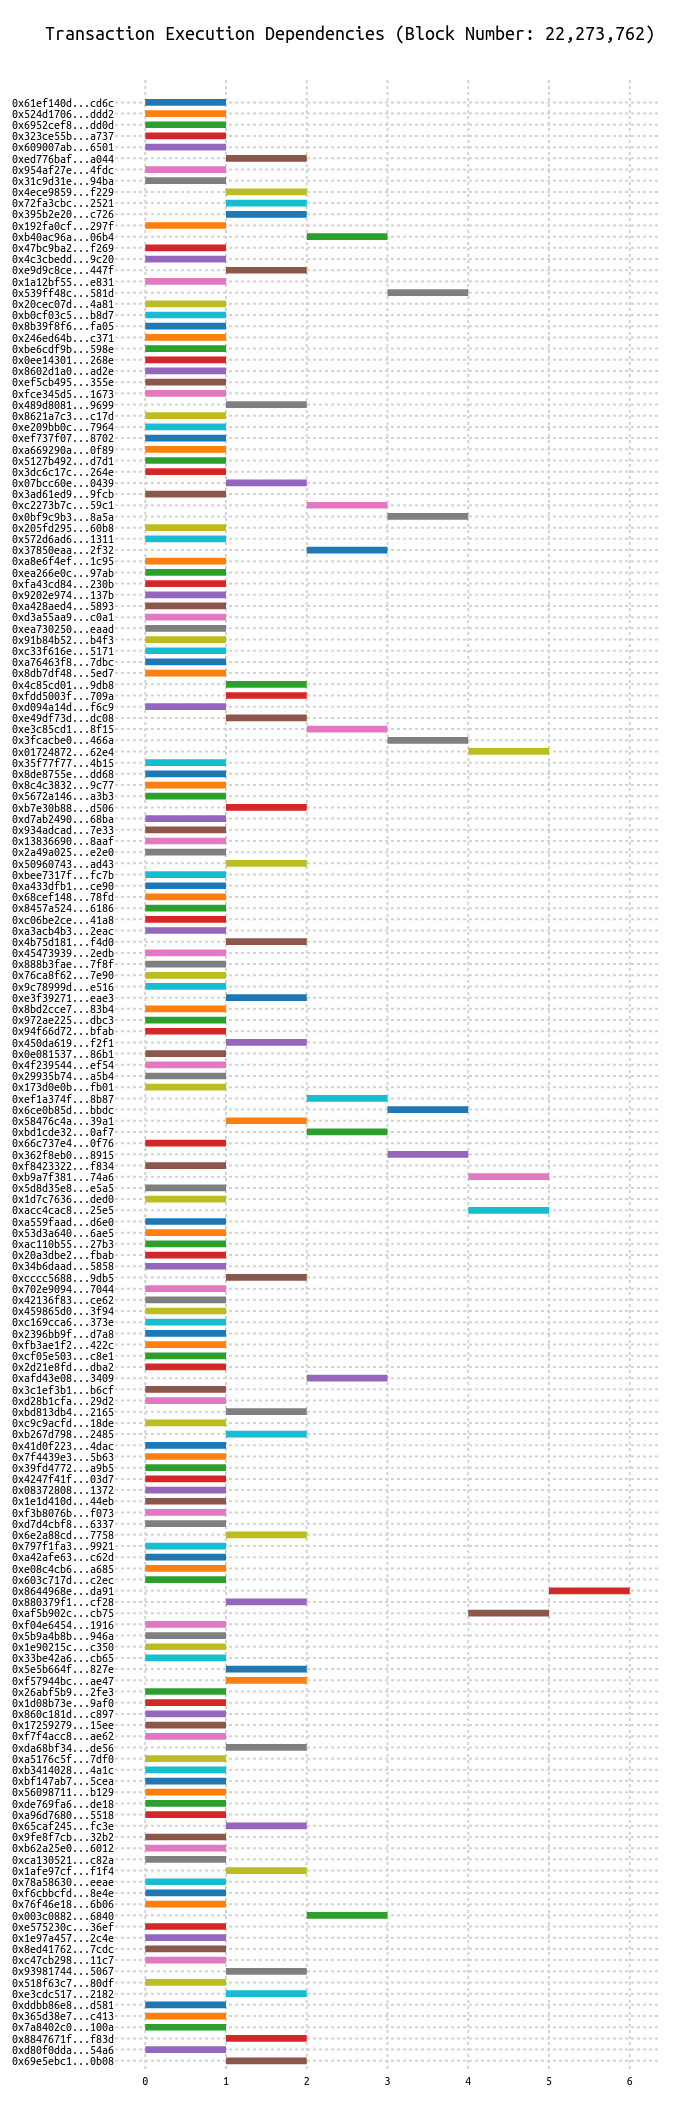 Transaction Execution Dependencies (Block Number: 22,273,762)
0x61ef140d...cd6c
0x524d1706...ddd2
0x6952cef8...dd0d
0x323ce55b...a737
0x609007ab...6501
0xed776baf...a044
0x954af27e...4fdc
0x31c9d31e...94ba
0x4ece9859...f229
0x72fa3cbc...2521
0x395b2e20...c726
0x192fa0cf...297f
0xb40ac96a...06b4
0x47bc9ba2...f269
0x4c3cbedd...9c20
0xe9d9c8ce...447f
0x1a12bf55...e831
0x539ff48c...581d
0x20cec07d...4a81
0xb0cf03c5...b8d7
0x8b39f8f6...fa05
0x246ed64b...c371
0xbe6cdf9b...598e
0x0ee14301...268e
0x8602d1a0...ad2e
0xef5cb495...355e
0xfce345d5...1673
0x489d8081...9699
0x8621a7c3...c17d
0xe209bb0c...7964
0xef737f07...8702
0xa669290a...0f89
0x5127b492...d7d1
0x3dc6c17c...264e
0x07bcc60e...0439
0x3ad61ed9...9fcb
0xc2273b7c...59c1
0x0bf9c9b3...8a5a
0x205fd295...60b8
0x572d6ad6...1311
0x37850eaa...2f32
0xa8e6f4ef...1c95
0xea266e0c...97ab
0xfa43cd84...230b
0x9202e974...137b
0xa428aed4...5893
0xd3a55aa9...c0a1
0xea730250...eaad
0x91b84b52...b4f3
0xc33f616e...5171
0xa76463f8...7dbc
0x8db7df48...5ed7
0x4c85cd01...9db8
0xfdd5003f...709a
0xd094a14d...f6c9
0xe49df73d...dc08
0xe3c85cd1...8f15
0x3fcacbe0...466a
0x01724872...62e4
0x35f77f77...4b15
0x8de8755e...dd68
0x8c4c3832...9c77
0x5672a146...a3b3
0xb7e30b88...d506
0xd7ab2490...68ba
0x934adcad...7e33
0x13836690...8aaf
0x2a49a025...e2e0
0x50960743...ad43
0xbee7317f...fc7b
0xa433dfb1...ce90
0x68cef148...78fd
0x8457a524...6186
0xc06be2ce...41a8
0xa3acb4b3...2eac
0x4b75d181...f4d0
0x45473939...2edb
0x888b3fae...7f8f
0x76ca8f62...7e90
0x9c78999d...e516
0xe3f39271...eae3
0x8bd2cce7...83b4
0x972ae225...dbc3
0x94f66d72...bfab
0x450da619...f2f1
0x0e081537...86b1
0x4f239544...ef54
0x29935b74...a5b4
0x173d0e0b...fb01
0xef1a374f...8b87
0x6ce0b85d...bbdc
0x58476c4a...39a1
0xbd1cde32...0af7
0x66c737e4...0f76
0x362f8eb0...8915
0xf8423322...f834
0xb9a7f381...74a6
0x5d8d35e8...e5a5
0x1d7c7636...ded0
0xacc4cac8...25e5
0xa559faad...d6e0
0x53d3a640...6ae5
0xac110b55...27b3
0x20a3dbe2...fbab
0x34b6daad...5858
0xcccc5688...9db5
0x702e9094...7044
0x42136f83...ce62
0x459865d0...3f94
0xc169cca6...373e
0x2396bb9f...d7a8
0xfb3ae1f2...422c
0xcf05e503...c8e1
0x2d21e8fd...dba2
0xafd43e08...3409
0x3c1ef3b1...b6cf
0xd28b1cfa...29d2
0xbd813db4...2165
0xc9c9acfd...18de
0xb267d798...2485
0x41d0f223...4dac
0x7f4439e3...5b63
0x39fd4772...a9b5
0x4247f41f...03d7
0x08372808...1372
0x1e1d410d...44eb
0xf3b8076b...f073
0xd7d4cbf8...6337
0x6e2a88cd...7758
0x797f1fa3...9921
0xa42afe63...c62d
0xe08c4cb6...a685
0x603c717d...c2ec
0x8644968e...da91
0x880379f1...cf28
0xaf5b902c...cb75
0xf04e6454...1916
0x5b9a4b8b...946a
0x1e90215c...c350
0x33be42a6...cb65
0x5e5b664f...827e
0xf57944bc...ae47
0x26abf5b9...2fe3
0x1d08b73e...9af0
0x860c181d...c897
0x17259279...15ee
0xf7f4acc8...ae62
0xda68bf34...de56
0xa5176c5f...7df0
0xb3414028...4a1c
0xbf147ab7...5cea
0x56098711...b129
0xde769fa6...de18
0xa96d7680...5518
0x65caf245...fc3e
0x9fe8f7cb...32b2
0xb62a25e0...6012
0xca130521...c82a
0x1afe97cf...f1f4
0x78a58630...eeae
0xf6cbbcfd...8e4e
0x76f46e18...6b06
0x003c0882...6840
0xe575230c...36ef
0x1e97a457...2c4e
0x8ed41762...7cdc
0xc47cb298...11c7
0x93981744...5067
0x518f63c7...80df
0xe3cdc517...2182
0xddbb86e8...d581
0x365d38e7...c413
0x7a8402c0...100a
0x8847671f...f83d
0xd80f0dda...54a6
0x69e5ebc1...0b08
0 1 2 3 4 5 6